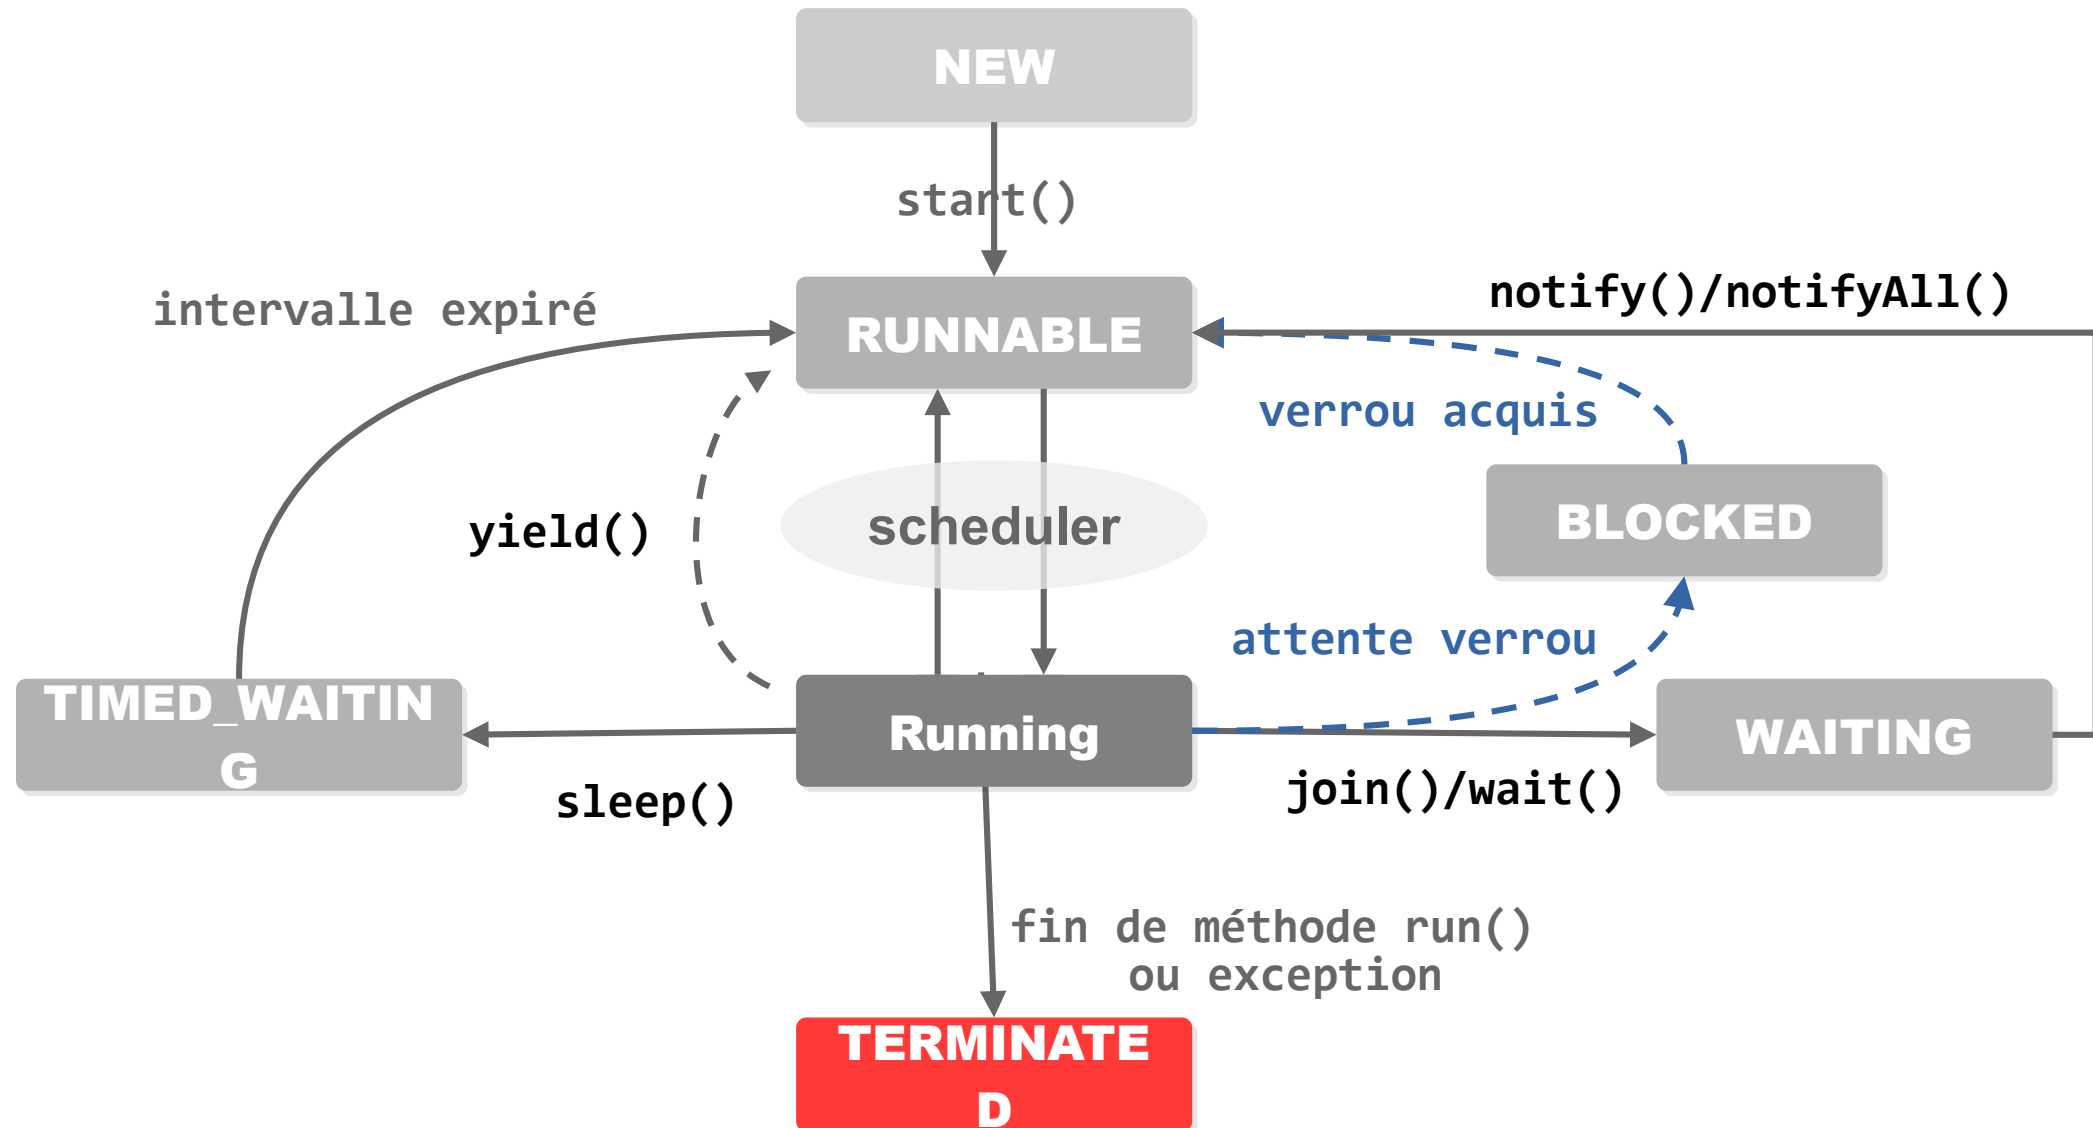 NEW
start()
intervalle expiré
notify()/notifyAll()
RUNNABLE
verrou acquis
yield()
scheduler
BLOCKED
attente verrou
TIMED_WAITIN
G
Running
WAITING
sleep()
join()/wait()
fin de méthode run()
ou exception
TERMINATE
D